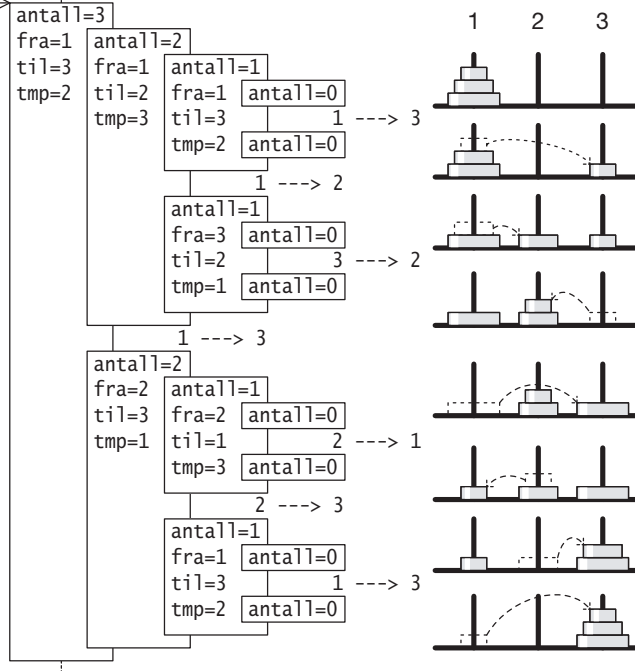 antall=3
fra=1
til=3
tmp=2
antall=2
fra=1
til=2
tmp=3
antall=1
fra=1
til=3
tmp=2
antall=0
1 ---> 3
antall=0
1 ---> 2
antall=1
fra=3
til=2
tmp=1
antall=0
3 ---> 2
antall=0
1 ---> 3
antall=2
fra=2
til=3
tmp=1
antall=1
fra=2
til=1
tmp=3
antall=0
2 ---> 1
antall=0
2 ---> 3
antall=1
fra=1
til=3
tmp=2
antall=0
1 ---> 3
antall=0
1 2 3